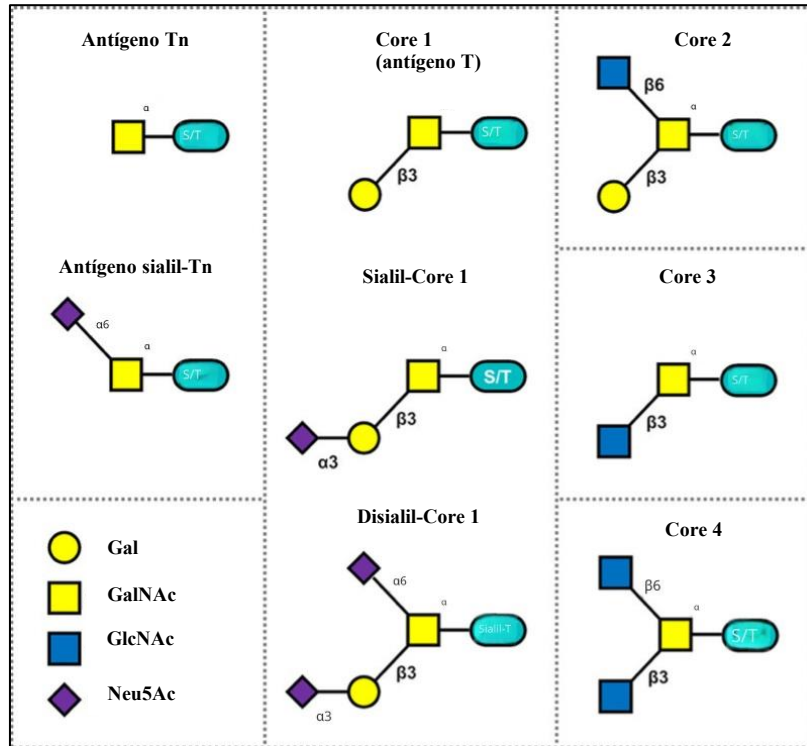 Antígeno Tn
α
S/T
Antígeno sialil-Tn
α6
α
S/T
Gal
GalNAc
GlcNAc
Neu5Ac
Core 1
(antígeno T)
α
S/T
β3
Sialil-Core 1
α
S/T
β3
α3
Disialil-Core 1
α6
α
Sialil-T
β3
α3
Core 2
β6
α
S/T
β3
Core 3
α
S/T
β3
Core 4
β6
α
S/T
β3